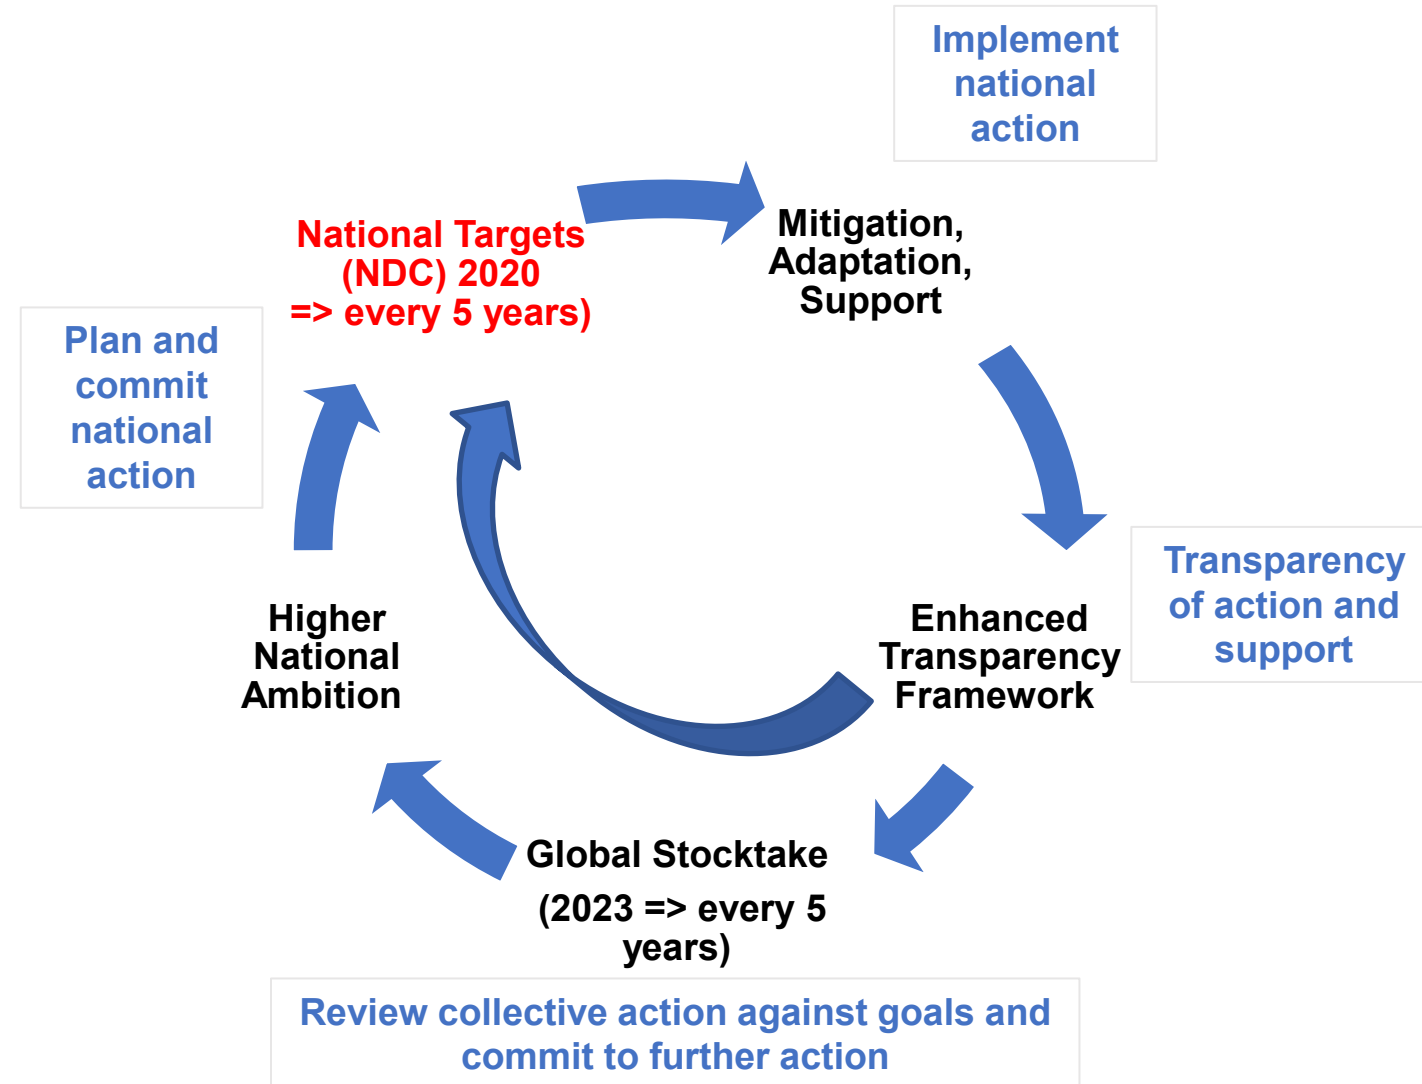 Implement
national
action
National Targets
(NDC) 2020
=> every 5 years)
Mitigation,
Adaptation,
Support
Plan and
commit
national
action
Transparency
of action and
support
Enhanced
Transparency
Framework
Higher
National
Ambition
Global Stocktake
(2023 => every 5
years)
Review collective action against goals and
commit to further action